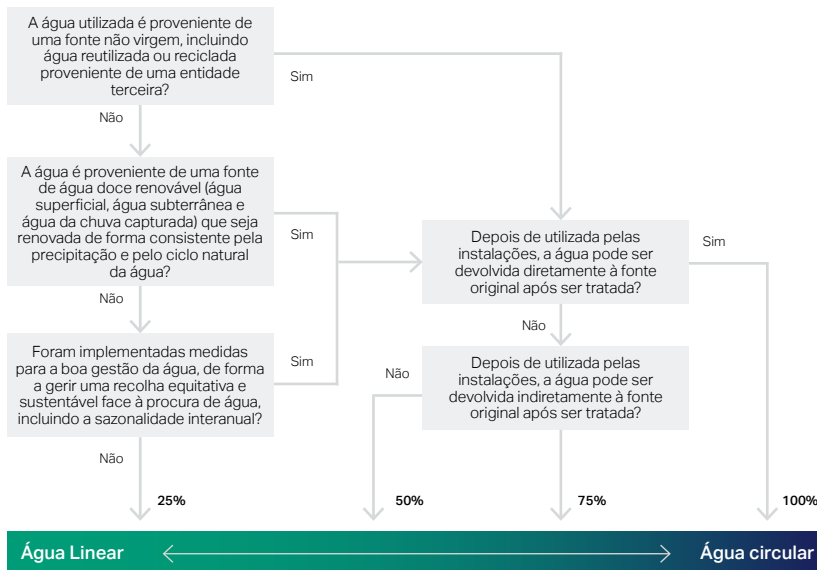 A água utilizada é proveniente de
uma fonte não virgem, incluindo
água reutilizada ou reciclada
proveniente de uma entidade
terceira?
Sim
Não
A água é proveniente de uma fonte
de água doce renovável (água
superficial, água subterrânea e
água da chuva capturada) que seja
renovada de forma consistente pela
precipitação e pelo ciclo natural
da água?
Sim
Não
Foram implementadas medidas
para a boa gestão da água, de forma
a gerir uma recolha equitativa e
sustentável face à procura de água,
incluindo a sazonalidade interanual?
Sim
Não
Depois de utilizada pelas
instalações, a água pode ser
devolvida diretamente à fonte
original após ser tratada?
Sim
Não
Depois de utilizada pelas
instalações, a água pode ser
devolvida indiretamente à fonte
original após ser tratada?
Não
25%
50%
75%
100%
Água Linear
Água circular